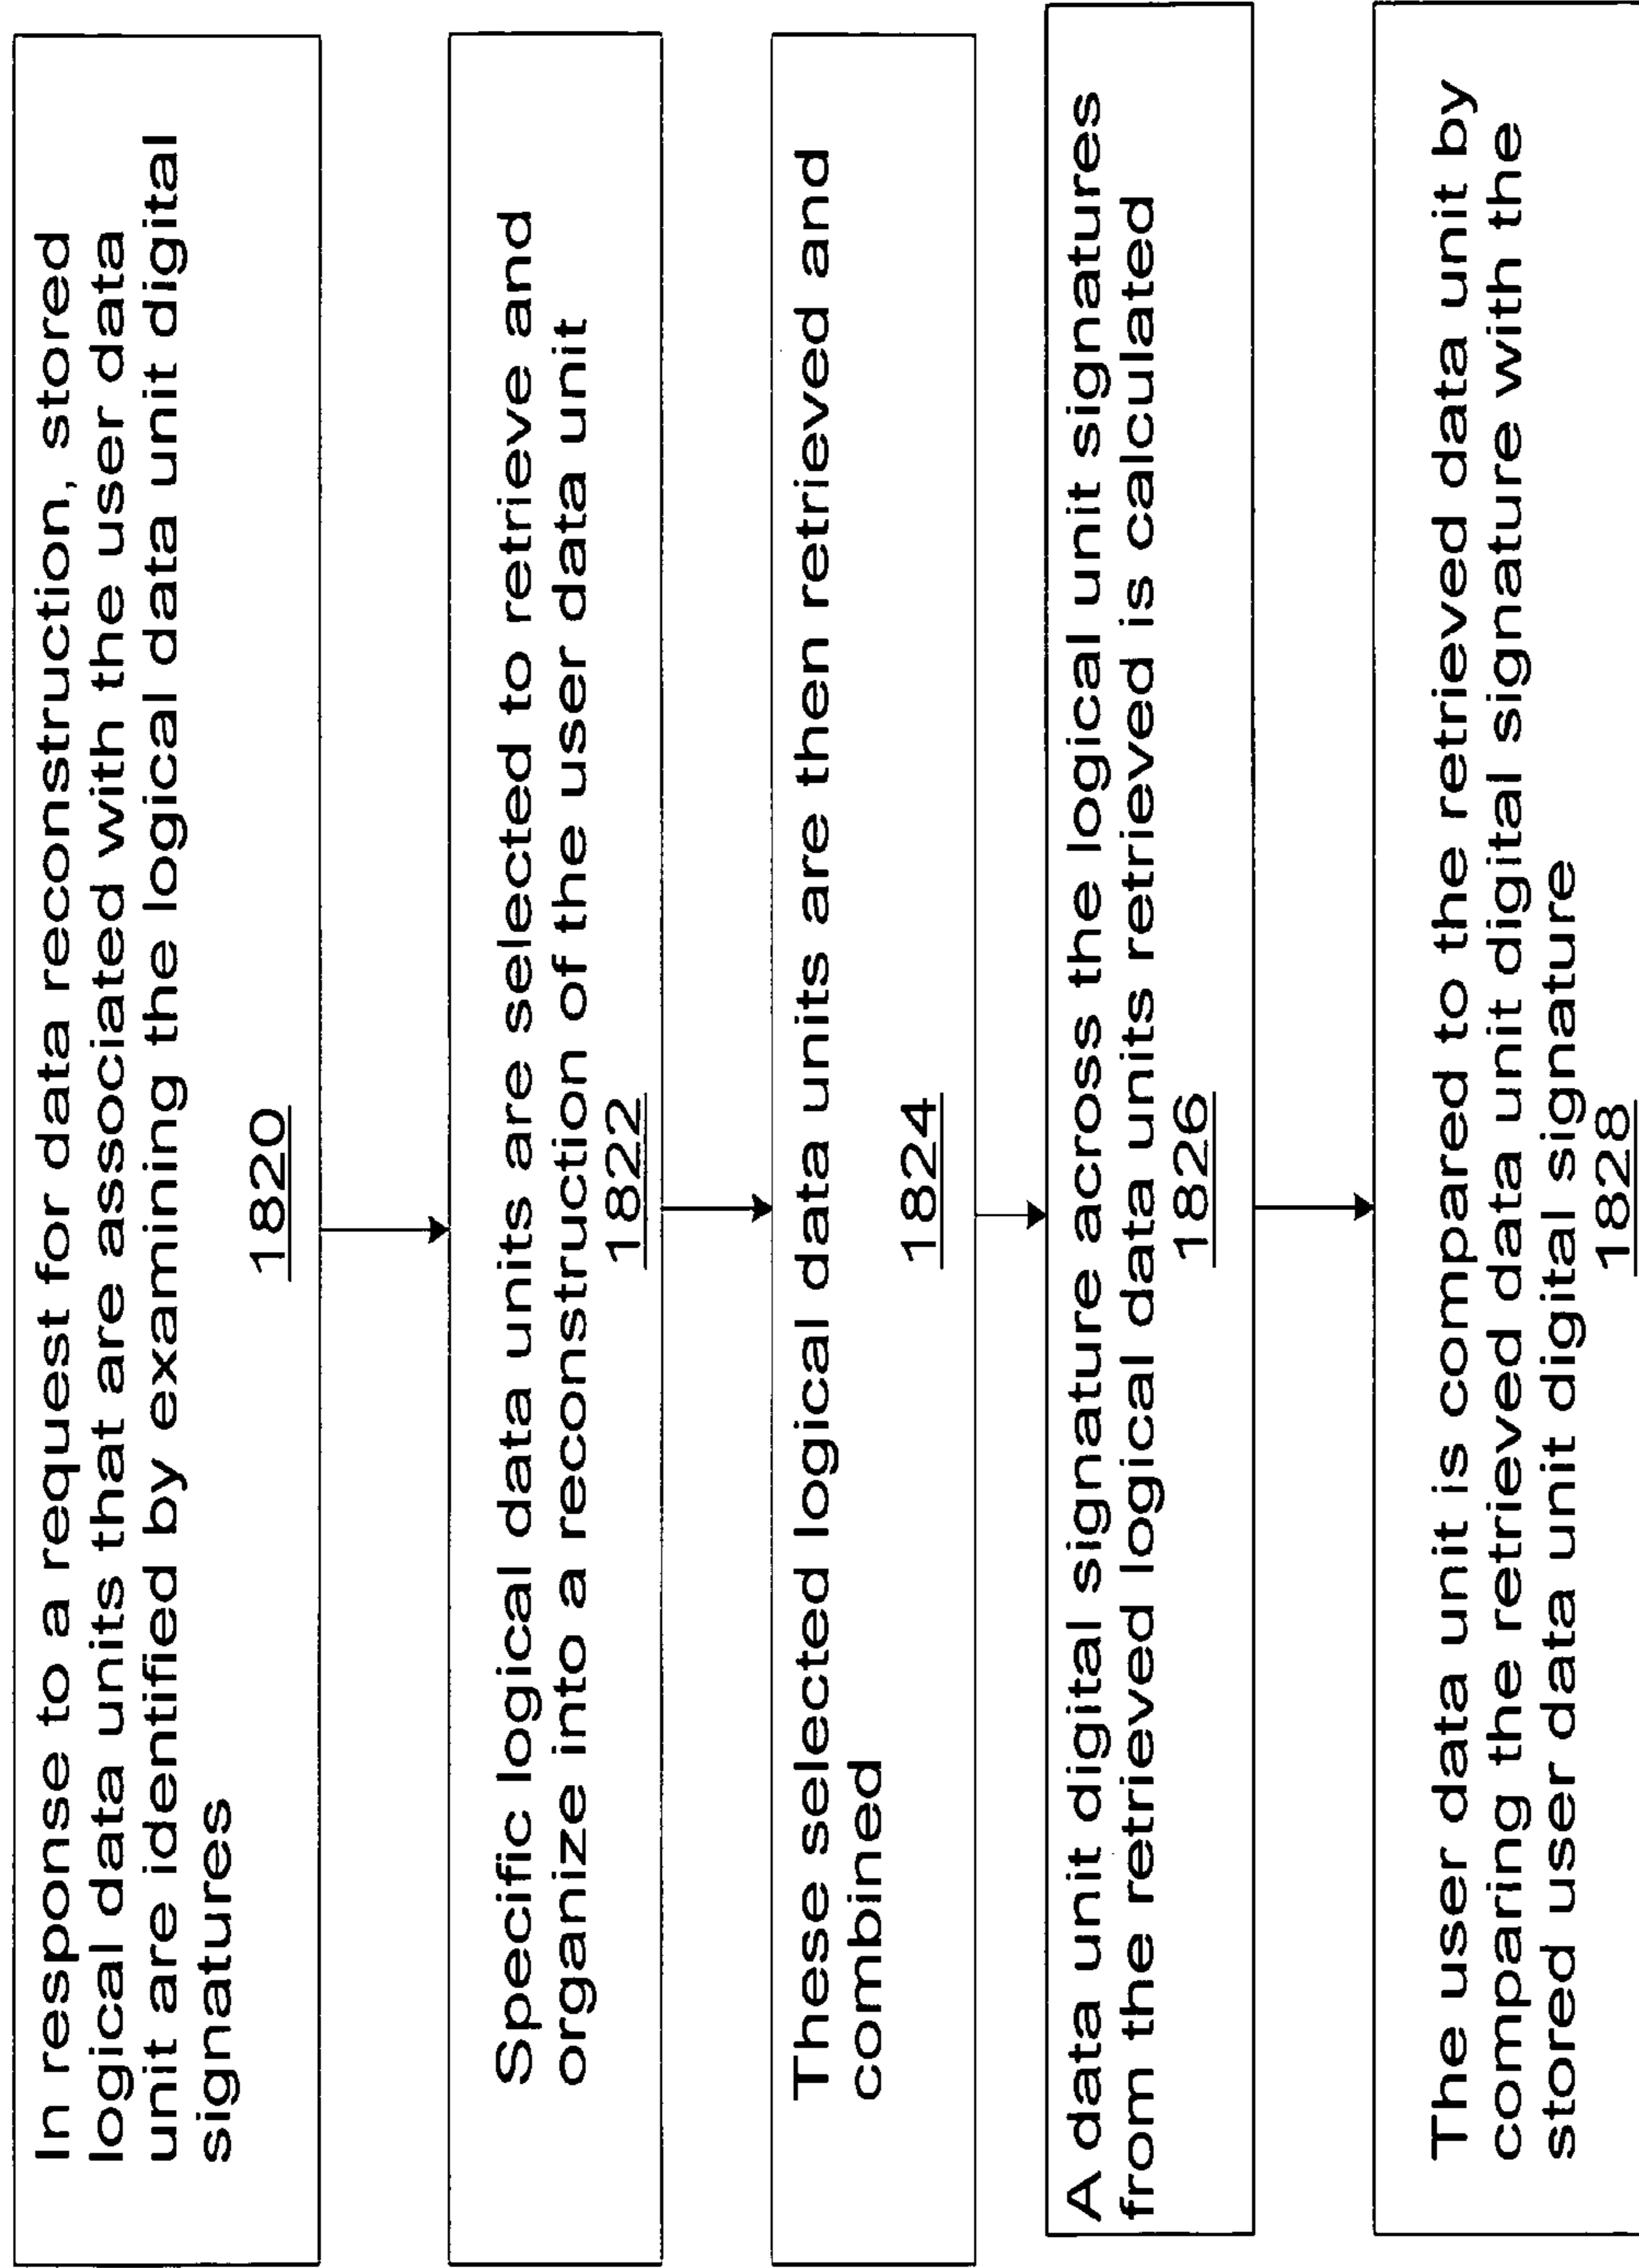 In response to a request for data reconstruction, stored
logical data units that are associated with the user data
unit are identified by examining the logical data unit digital
signatures
1820
Specific logical data units are selected to retrieve and
organize into a reconstruction of the user data unit
1822
These selected logical data units are then retrieved and
combined
1824
A data unit digital signature across the logical unit signatures
from the retrieved logical data units retrieved is calculated
1826
The user data unit is compared to the retrieved data unit by
comparing the retrieved data unit digital signature with the
stored user data unit digital signature
1828